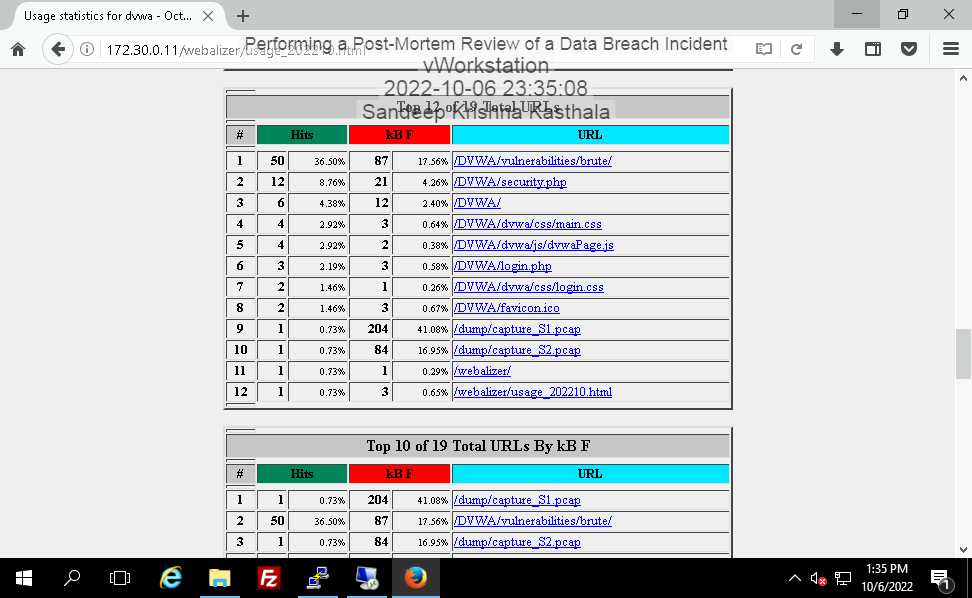 Usage statistics for dvwa - Oct...
172.30.0.11/webalizer/usage_202210.html
Performing a Post-Mortem Review of a Data Breach Incident
vWorkstation
2022-10-06 23:35:08
Sandeep Krishna Kasthala
Top 12 of 19 Total URLs
# Hits kB F URL
1 50 36.50% 87 17.56% /DVWA/vulnerabilities/brute/
2 12 8.76% 21 4.26% /DVWA/security.php
3 6 4.38% 12 2.40% /DVWA/
4 4 2.92% 3 0.64% /DVWA/dvwa/css/main.css
5 4 2.92% 2 0.38% /DVWA/dvwa/js/dvwaPage.js
6 3 2.19% 3 0.58% /DVWA/login.php
7 2 1.46% 1 0.26% /DVWA/dvwa/css/login.css
8 2 1.46% 3 0.67% /DVWA/favicon.ico
9 1 0.73% 204 41.08% /dump/capture_S1.pcap
10 1 0.73% 84 16.95% /dump/capture_S2.pcap
11 1 0.73% 1 0.29% /webalizer/
12 1 0.73% 3 0.65% /webalizer/usage_202210.html
Top 10 of 19 Total URLs By kB F
# Hits kB F URL
1 1 0.73% 204 41.08% /dump/capture_S1.pcap
2 50 36.50% 87 17.56% /DVWA/vulnerabilities/brute/
3 1 0.73% 84 16.95% /dump/capture_S2.pcap
1:35 PM
10/6/2022
1